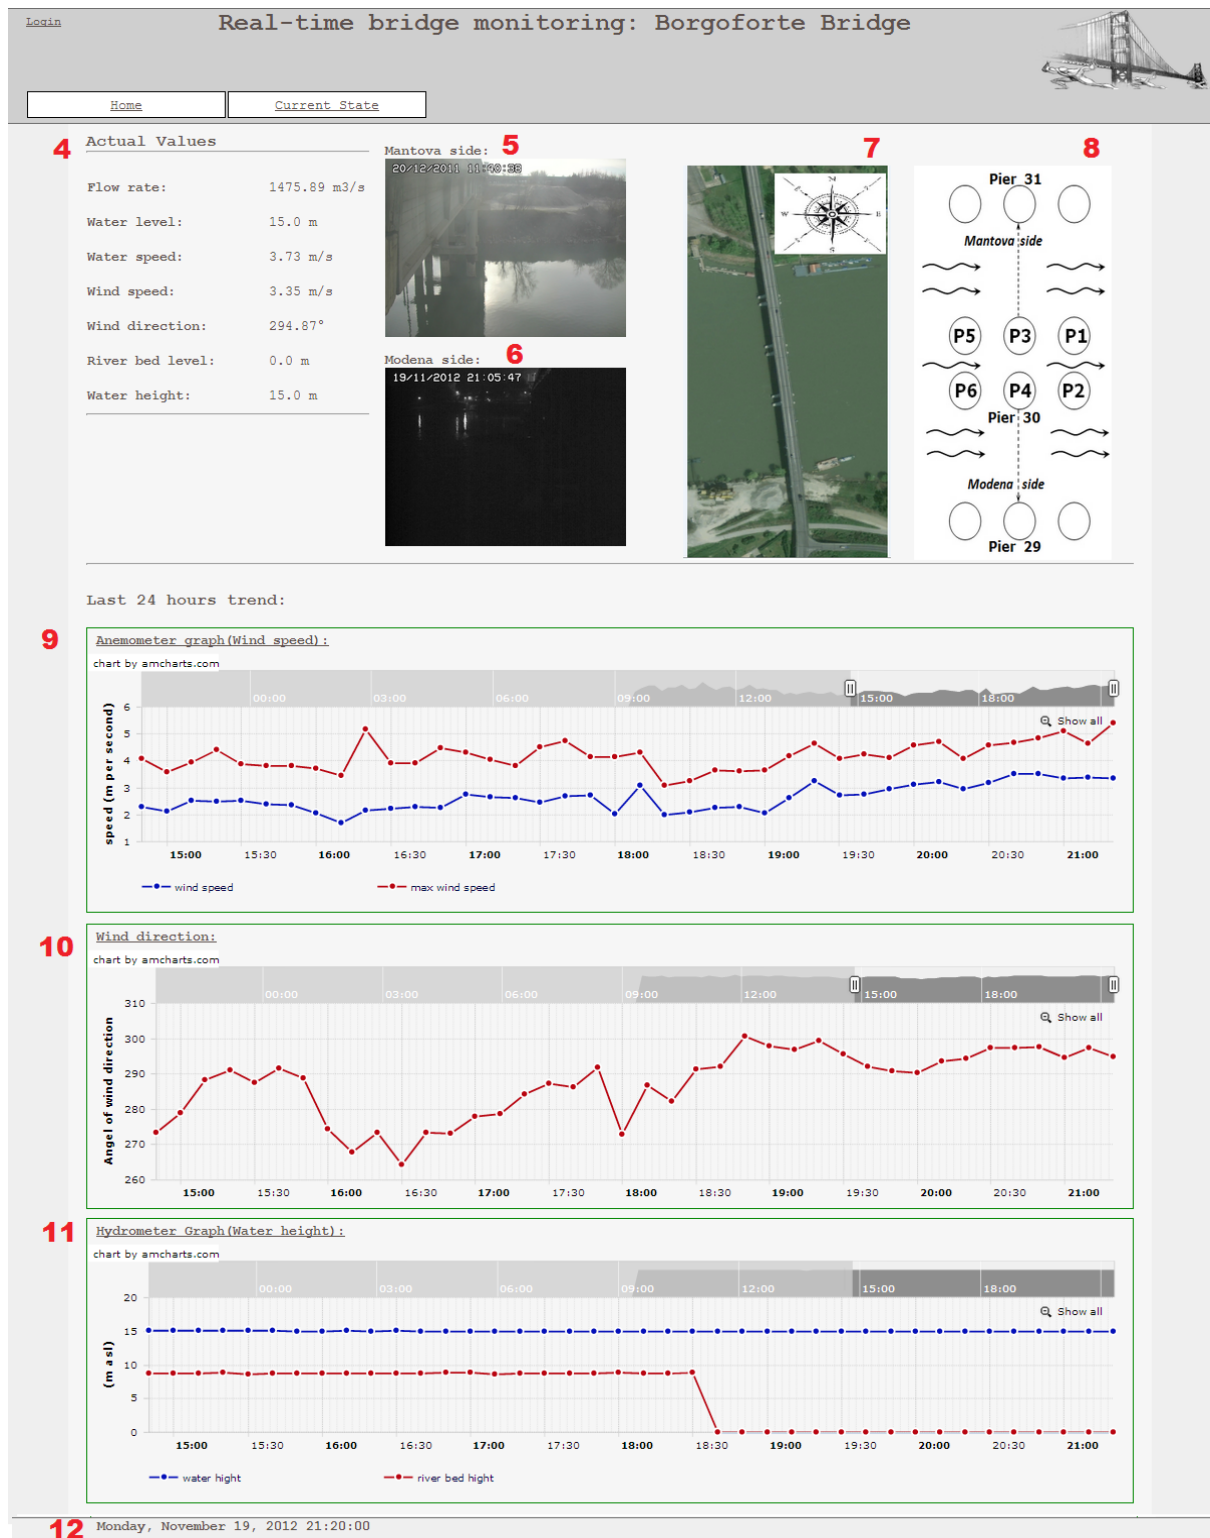 Login
Real-time bridge monitoring: Borgoforte Bridge
Home
Current State
4
Actual Values
Flow rate: 1475.89 m3/s
Water level: 15.0 m
Water speed: 3.73 m/s
Wind speed: 3.35 m/s
Wind direction: 294.87°
River bed level: 0.0 m
Water height: 15.0 m
Mantova side: 5
20/12/2011 11:40:38
Modena side: 6
19/11/2012 21:05:47
7
N
W E
S
8
Pier 31
Mantova side
P5 P3 P1
P6 P4 P2
Pier 30
Modena side
Pier 29
Last 24 hours trend:
9
Anemometer graph(Wind speed):
chart by amcharts.com
00:00 03:00 06:00 09:00 12:00 15:00 18:00
Show all
speed (m per second)
6
5
4
3
2
1
15:00 15:30 16:00 16:30 17:00 17:30 18:00 18:30 19:00 19:30 20:00 20:30 21:00
wind speed max wind speed
10
Wind direction:
chart by amcharts.com
00:00 03:00 06:00 09:00 12:00 15:00 18:00
Show all
Angel of wind direction
310
300
290
280
270
260
15:00 15:30 16:00 16:30 17:00 17:30 18:00 18:30 19:00 19:30 20:00 20:30 21:00
11
Hydrometer Graph(Water height):
chart by amcharts.com
00:00 03:00 06:00 09:00 12:00 15:00 18:00
Show all
(m asl)
20
15
10
5
0
15:00 15:30 16:00 16:30 17:00 17:30 18:00 18:30 19:00 19:30 20:00 20:30 21:00
water hight river bed hight
12
Monday, November 19, 2012 21:20:00